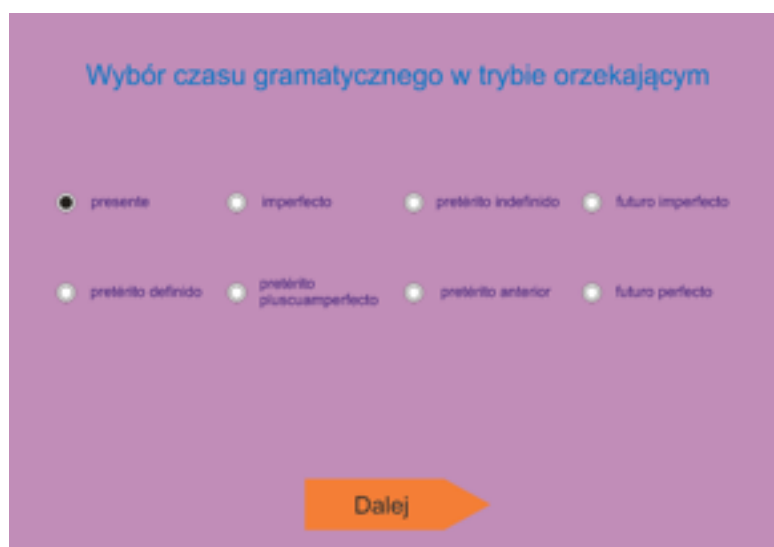 Wybór czasu gramatycznego w trybie orzekającym
presente
imperfecto
pretérito indefinido
futuro imperfecto
pretérito definido
pretérito
pluscuamperfecto
pretérito anterior
futuro perfecto
Dalej